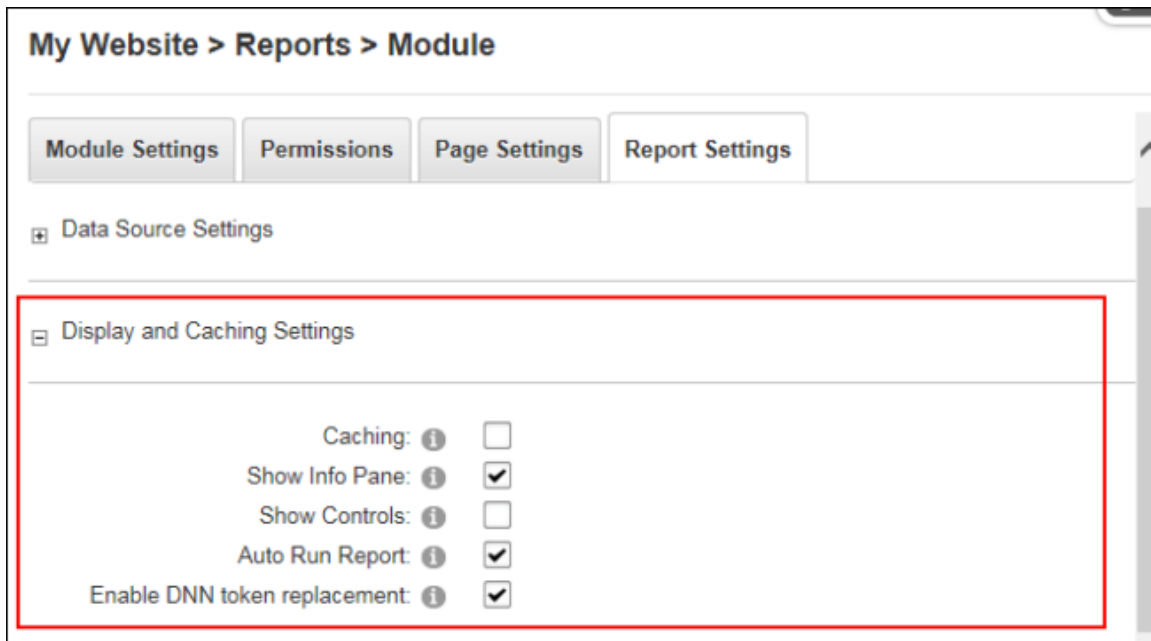 My Website > Reports > Module
Module Settings Permissions Page Settings Report Settings
Data Source Settings
Display and Caching Settings
Caching:
Show Info Pane:
Show Controls:
Auto Run Report:
Enable DNN token replacement: